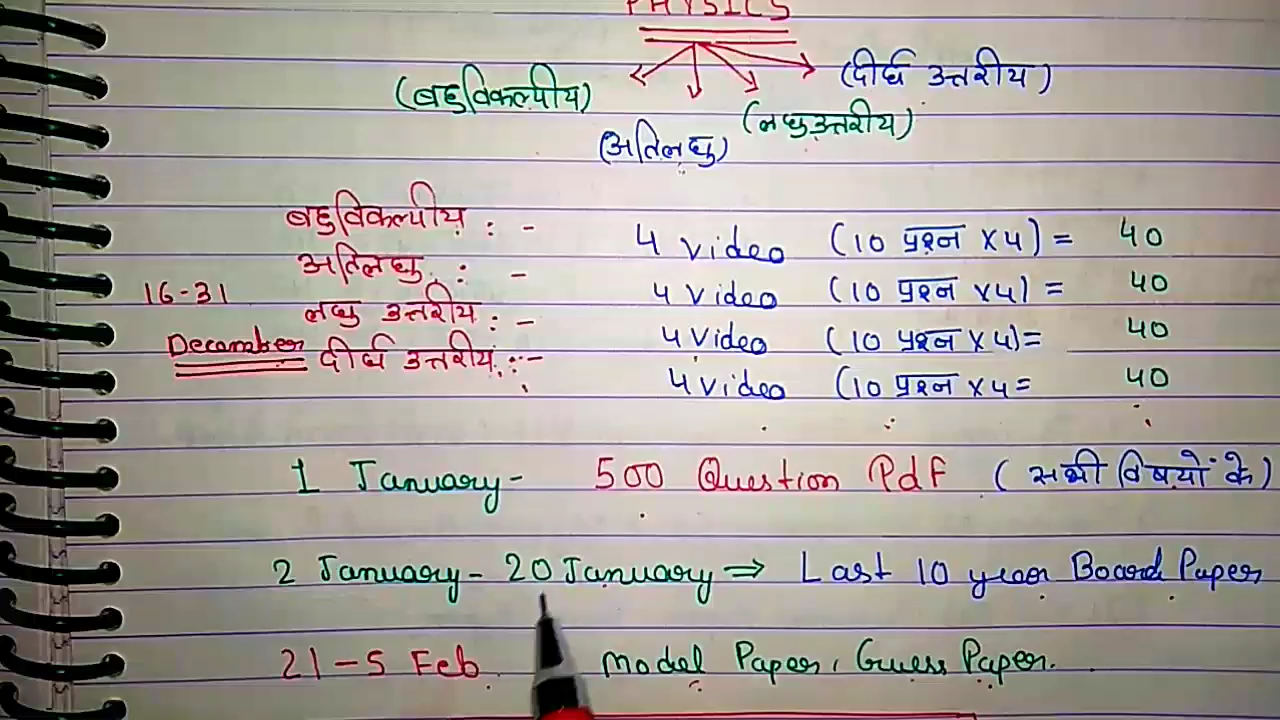 PHYSICS
(बहुविकल्पीय) (अतिलघु) (लघुउत्तरीय) (दीर्घ उत्तरीय)
बहुविकल्पीय : - 4 Video (10 प्रश्न x4) = 40
अतिलघु : - 4 Video (10 प्रश्न x4) = 40
16-31 लघु उत्तरीय : - 4 Video (10 प्रश्न x4)= 40
Decamber दीर्घ उत्तरीय : - 4 Video (10 प्रश्न x4 = 40
1 January - 500 Question Pdf (सभी विषयों के)
2 January - 20 January ⇒ Last 10 year Board Paper
21-5 Feb Model Paper, Guess Paper.